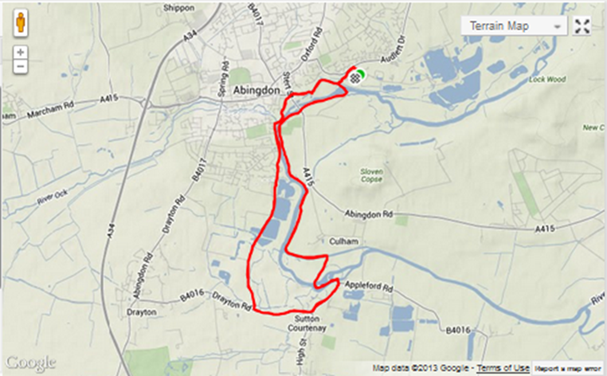 Shippon
B4017
Oxford Rd
Audlett Dr
Terrain Map
A34
Spring Rd
Stert S
Abingdon
Lock Wood
ham
Marcham Rd
A415
New C
B4017
Sloven
Copse
River Ock
A415
Drayton Rd
Abingdon Rd
A415
A34
Culham
Abingdon Rd
B4016
Drayton Rd
Appleford Rd
Drayton
Sutton
Courtenay
B4016
River
High St
Google
Map data ©2013 Google - Terms of Use Report a map error